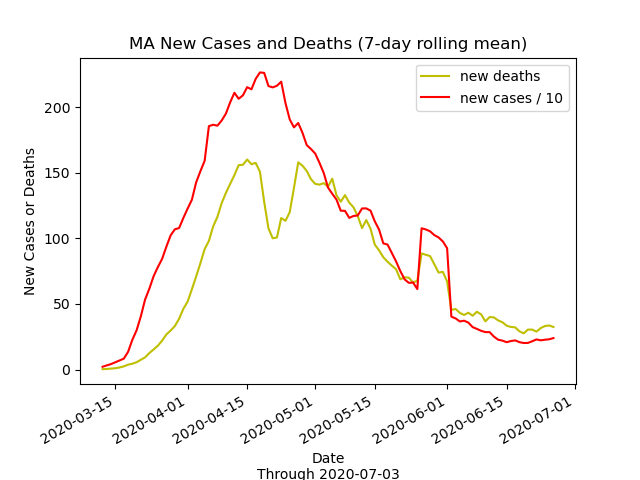 MA New Cases and Deaths (7-day rolling mean)
new deaths
new cases / 10
New Cases or Deaths
200
150
100
50
0
2020-03-15
2020-04-01
2020-04-15
2020-05-01
2020-05-15
2020-06-01
2020-06-15
2020-07-01
Date
Through 2020-07-03